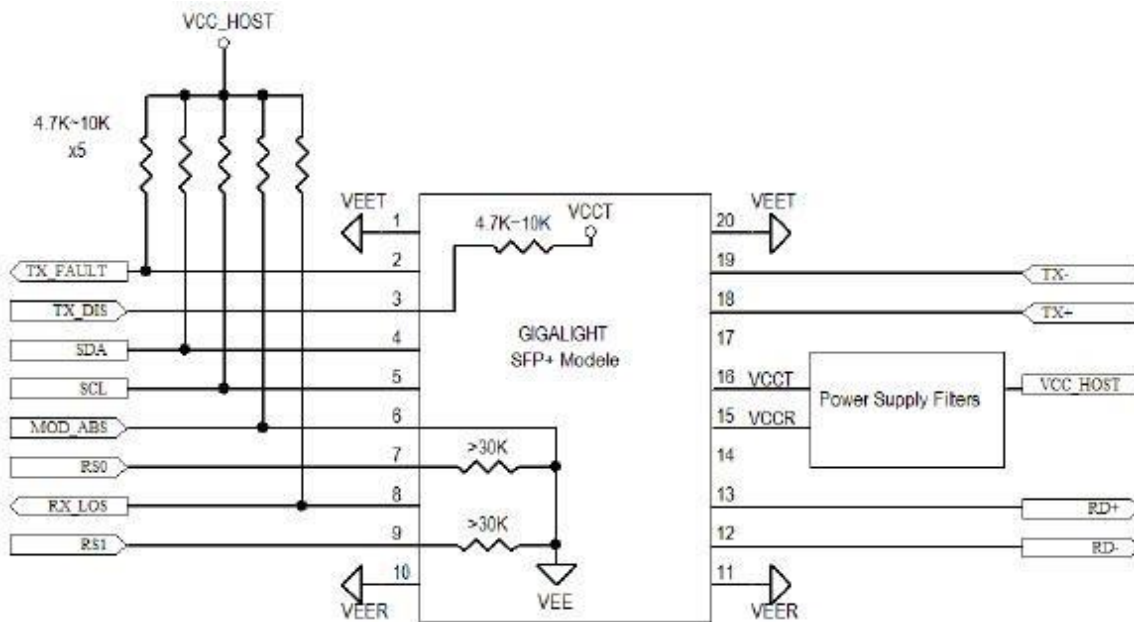 VCC_HOST
4.7K~10K
x5
VEET
1
2
3
4
5
6
7
8
9
10
VEER
TX_FAULT
TX_DIS
SDA
SCL
MOD_ABS
RS0
RX_LOS
RS1
4.7K~10K
VCCT
GIGALIGHT
SFP+ Modele
>30K
>30K
VEE
20
VEET
19
18
17
16 VCCT
15 VCCR
14
13
12
11
VEER
Power Supply Filters
TX-
TX+
VCC_HOST
RD+
RD-